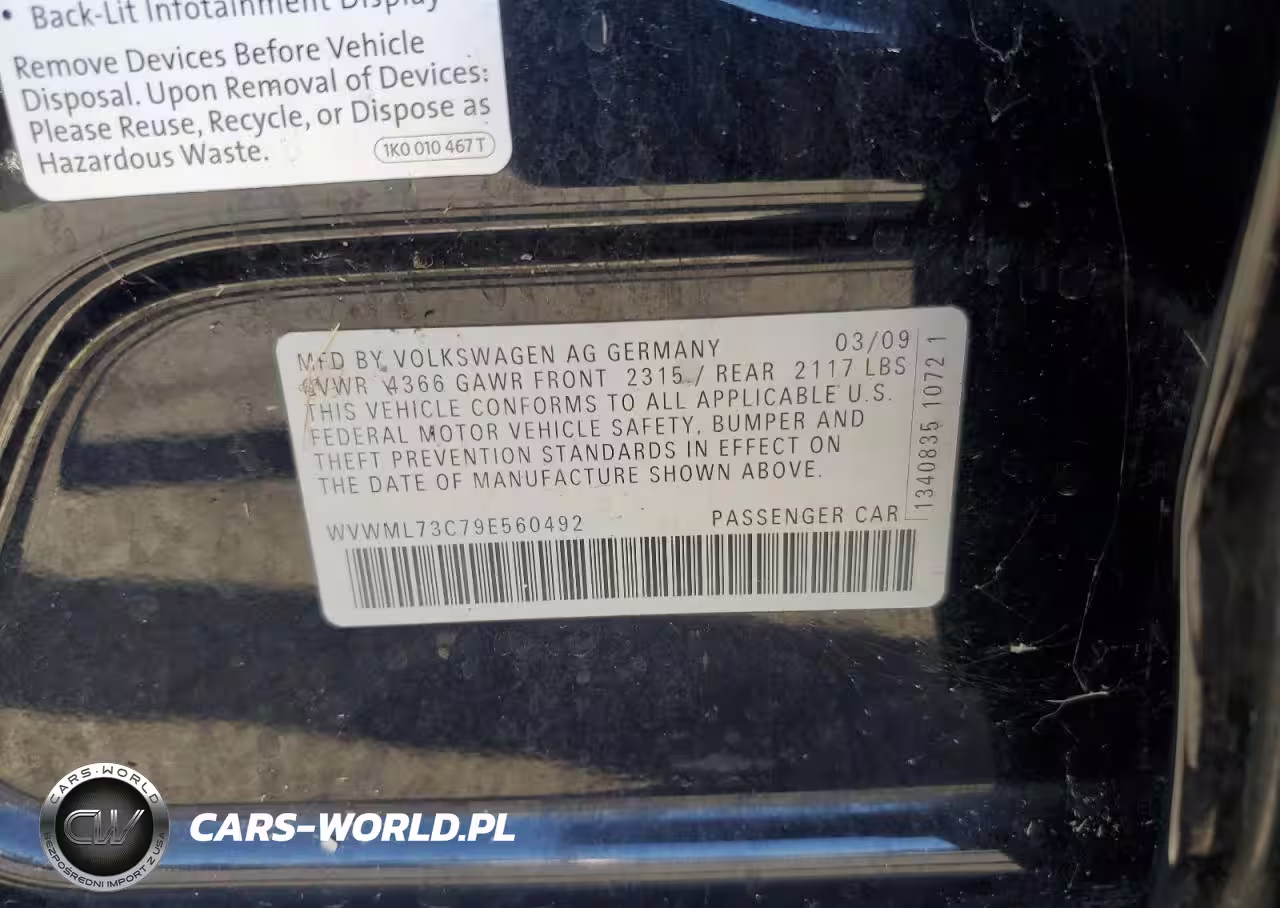 • Back-Lit Infotainment Display
Remove Devices Before Vehicle
Disposal. Upon Removal of Devices:
Please Reuse, Recycle, or Dispose as
Hazardous Waste.
1K0 010 467 T
MFD BY VOLKSWAGEN AG GERMANY 03/09
GVWR 4366 GAWR FRONT 2315 / REAR 2117 LBS
THIS VEHICLE CONFORMS TO ALL APPLICABLE U.S.
FEDERAL MOTOR VEHICLE SAFETY, BUMPER AND
THEFT PREVENTION STANDARDS IN EFFECT ON
THE DATE OF MANUFACTURE SHOWN ABOVE.
WVWML73C79E560492 PASSENGER CAR
1340835 1072 1
CARS-WORLD
CW
BEZPOŚREDNI IMPORT Z USA
CARS-WORLD.PL